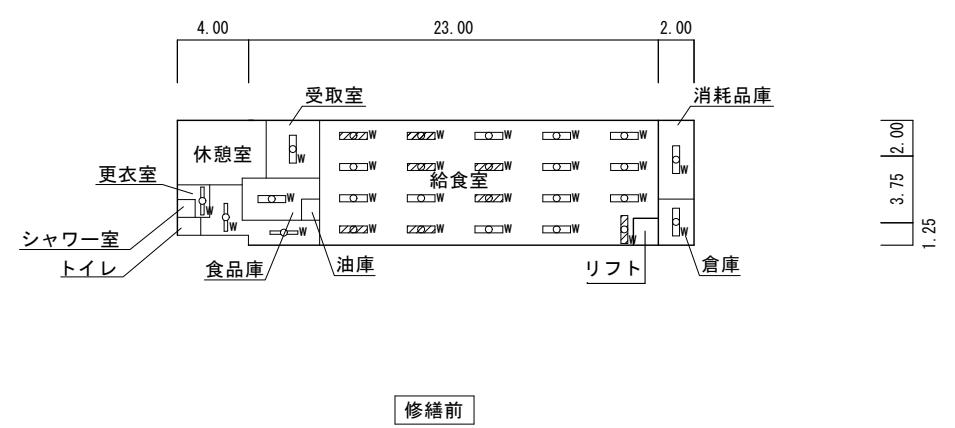 4.00 23.00 2.00
受取室 消耗品庫
W W W W W
休憩室 W W 2.00
更衣室 W W W W W
給食室
W W W W W W W 3.75
W W
シャワー室 W W W W W W W 1.25
トイレ 食品庫 油庫 リフト 倉庫
修繕前